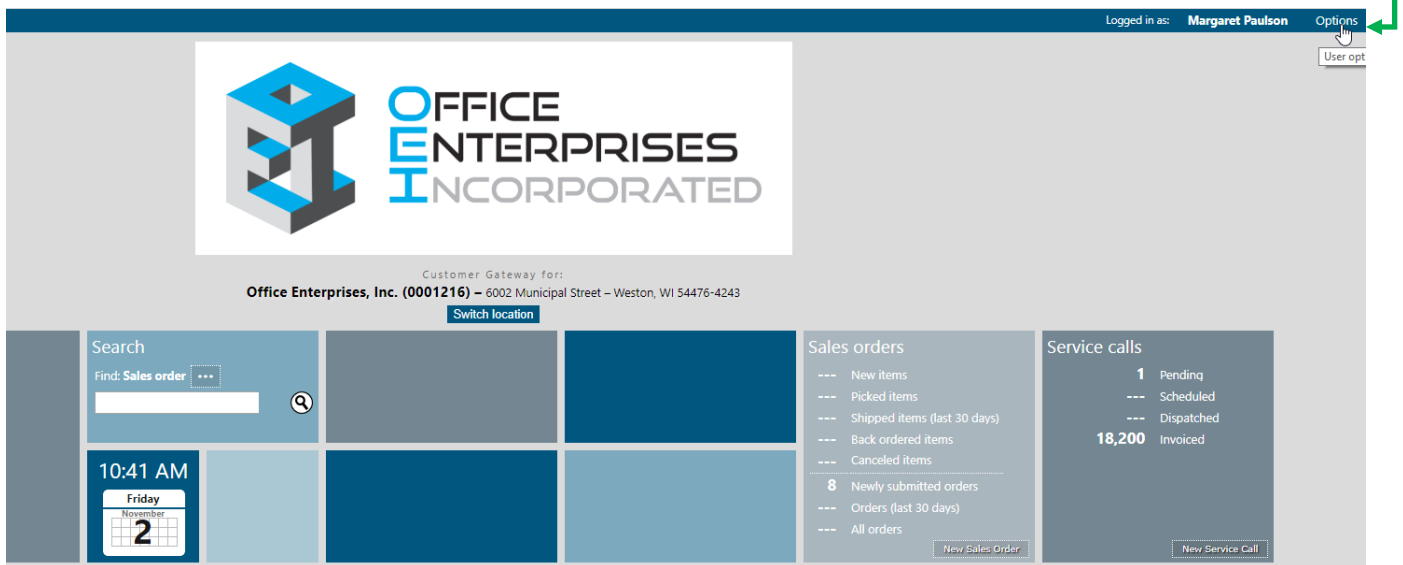 Logged in as: Margaret Paulson Options
User opt
OFFICE
ENTERPRISES
INCORPORATED
Customer Gateway for:
Office Enterprises, Inc. (0001216) – 6002 Municipal Street – Weston, WI 54476-4243
Switch location
Search
Find: Sales order ...
10:41 AM
Friday
November
2
Sales orders
--- New items
--- Picked items
--- Shipped items (last 30 days)
--- Back ordered items
--- Canceled items
8 Newly submitted orders
--- Orders (last 30 days)
--- All orders
New Sales Order
Service calls
1 Pending
--- Scheduled
--- Dispatched
18,200 Invoiced
New Service Call